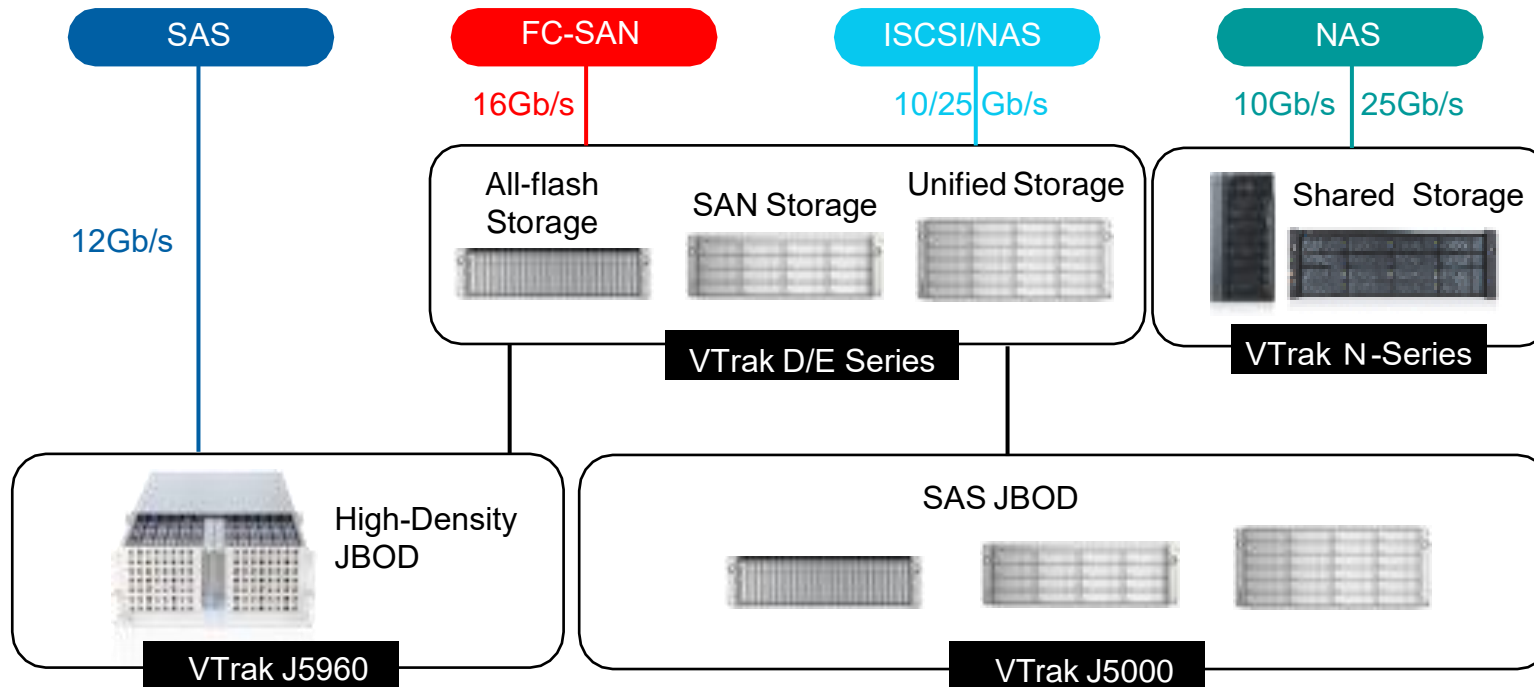 SAS
FC-SAN
ISCSI/NAS
NAS
16Gb/s
10/25 Gb/s
10Gb/s
25Gb/s
12Gb/s
All-flash
Storage
SAN Storage
Unified Storage
Shared Storage
VTrak D/E Series
VTrak N-Series
High-Density
JBOD
SAS JBOD
VTrak J5960
VTrak J5000